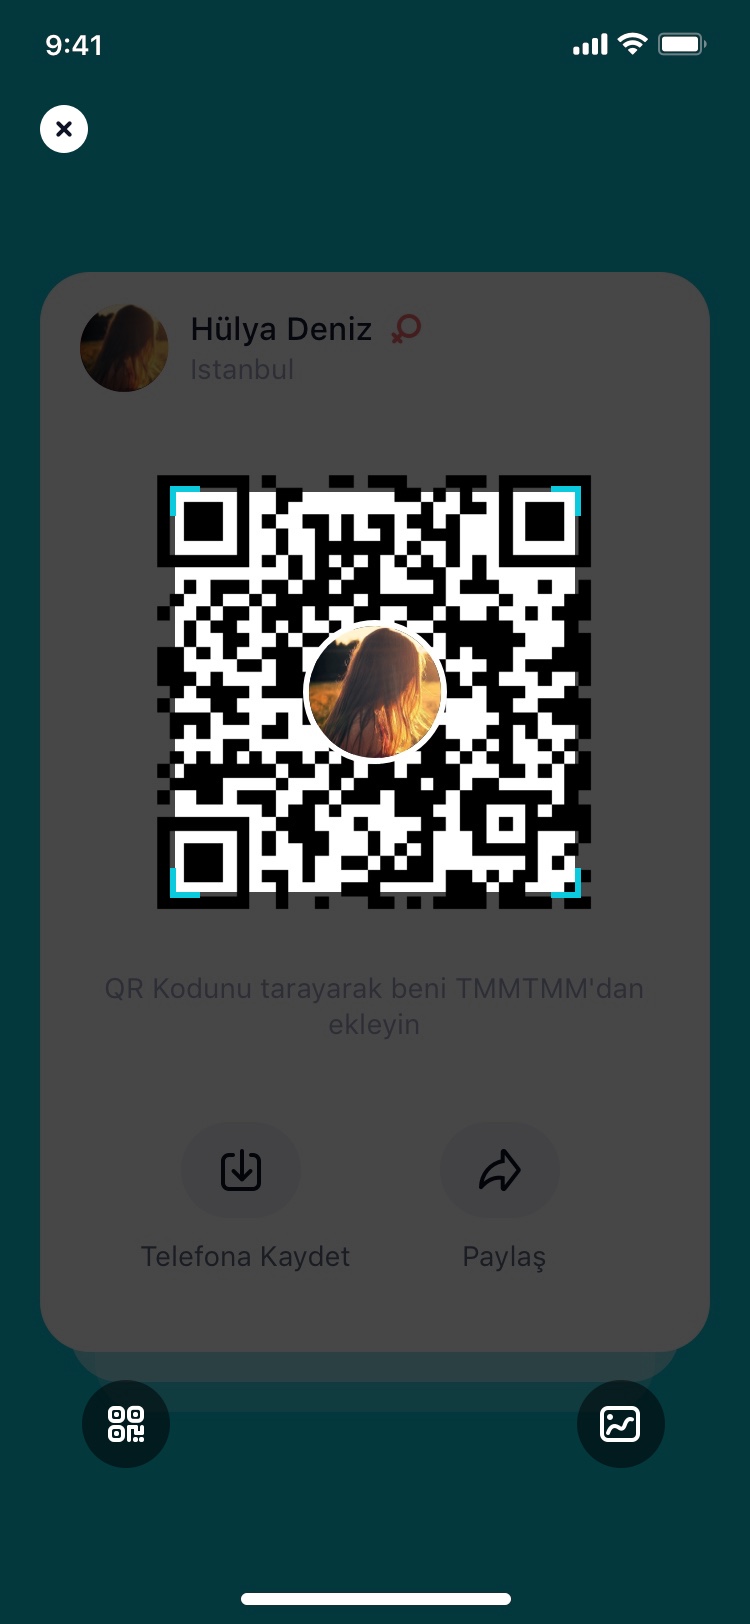 9:41
Hülya Deniz
Istanbul
QR Kodunu tarayarak beni TMMTMM'dan
ekleyin
Telefona Kaydet
Paylaş